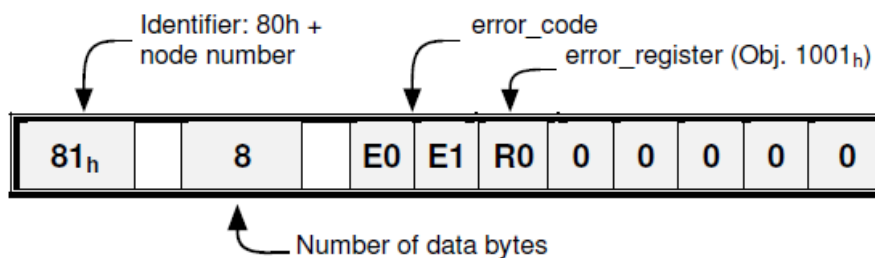 Identifier: 80h +
node number
error_code
error_register (Obj. 1001h)
81h 8 E0 E1 R0 0 0 0 0 0
Number of data bytes